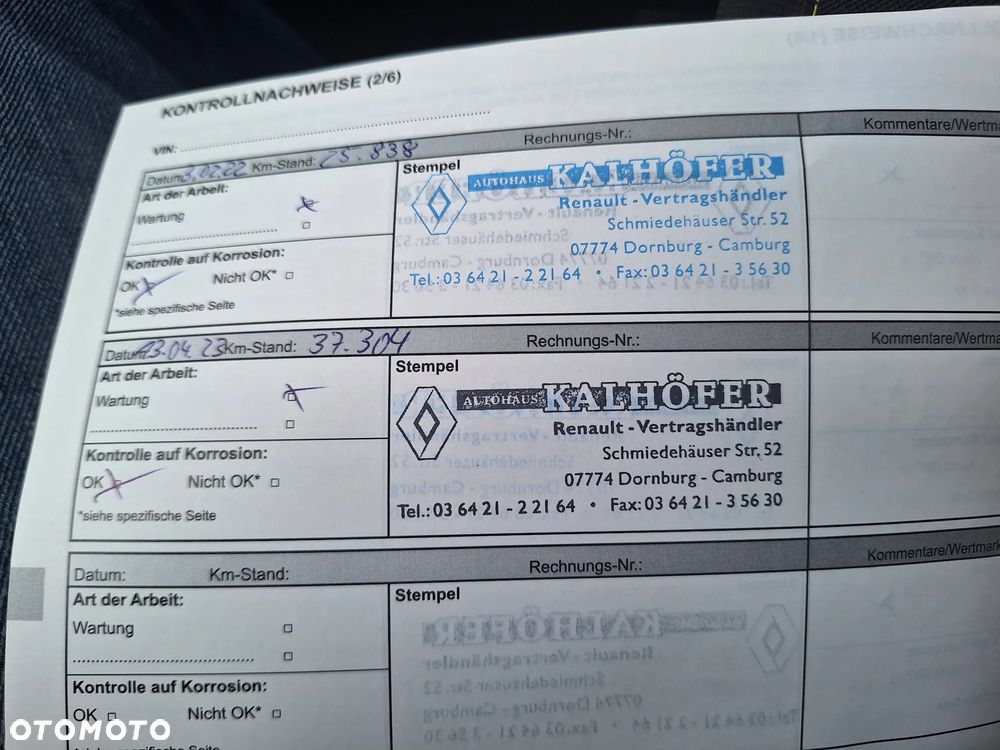 KONTROLLNACHWEISE (2/6)
VIN:
Datum: 3.02.22 Km-Stand: 25.838 Rechnungs-Nr.: Kommentare/Wertma
Art der Arbeit:
Wartung
Kontrolle auf Korrosion:
OK Nicht OK*
*siehe spezifische Seite
Stempel
AUTOHAUS KALHÖFER
Renault - Vertragshändler
Schmiedehäuser Str. 52
07774 Dornburg - Camburg
Tel.: 03 64 21 - 2 21 64 • Fax: 03 64 21 - 3 56 30
Datum: 13.04.23 Km-Stand: 37.304 Rechnungs-Nr.: Kommentare/Wertma
Art der Arbeit:
Wartung
Kontrolle auf Korrosion:
OK Nicht OK*
*siehe spezifische Seite
Stempel
AUTOHAUS KALHÖFER
Renault - Vertragshändler
Schmiedehäuser Str. 52
07774 Dornburg - Camburg
Tel.: 03 64 21 - 2 21 64 • Fax: 03 64 21 - 3 56 30
Datum: Km-Stand: Rechnungs-Nr.: Kommentare/Wertmark
Art der Arbeit:
Wartung
Kontrolle auf Korrosion:
OK Nicht OK*
Stempel
OTOMOTO